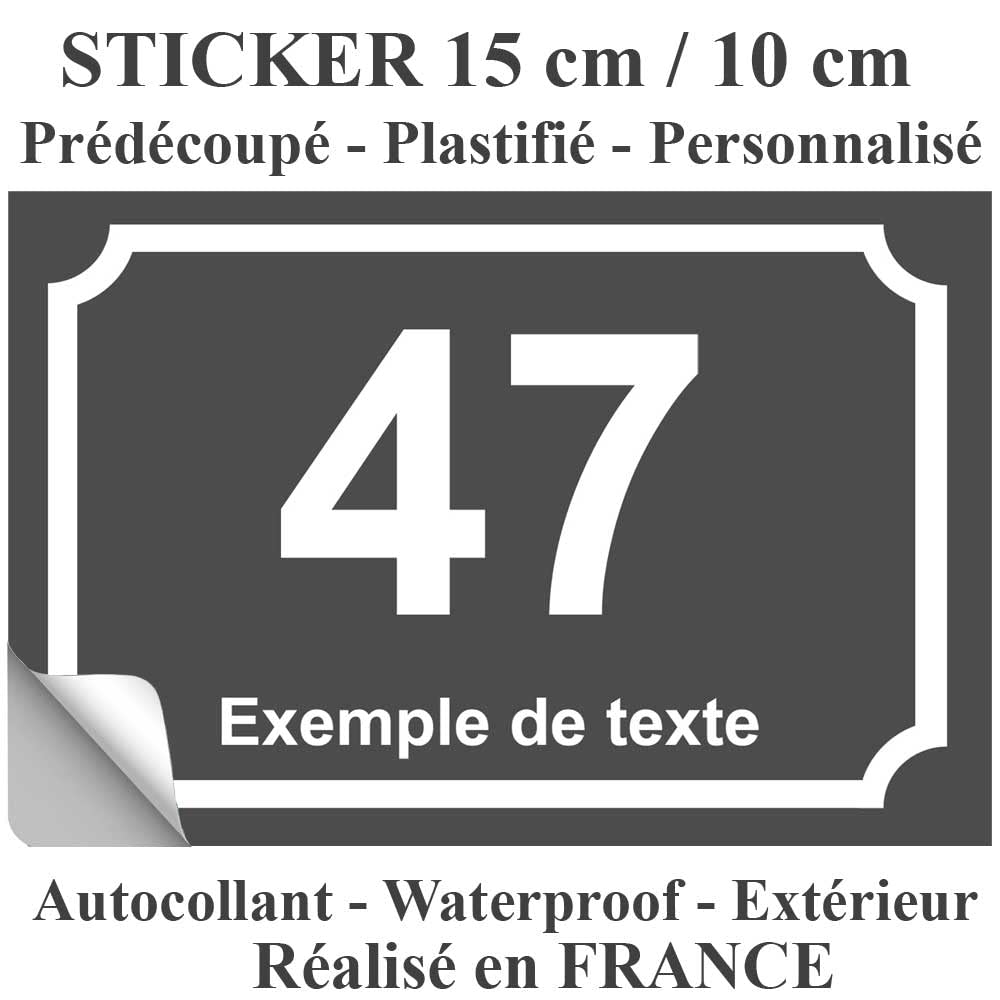 STICKER 15 cm / 10 cm
Prédécoupé - Plastifié - Personnalisé
47
Exemple de texte
Autocollant - Waterproof - Extérieur
Réalisé en FRANCE